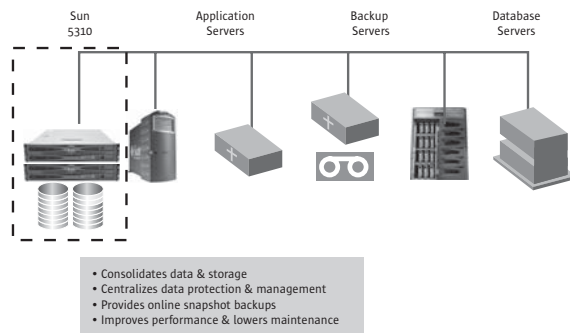 Sun
5310
Application
Servers
Backup
Servers
Database
Servers
• Consolidates data & storage
• Centralizes data protection & management
• Provides online snapshot backups
• Improves performance & lowers maintenance